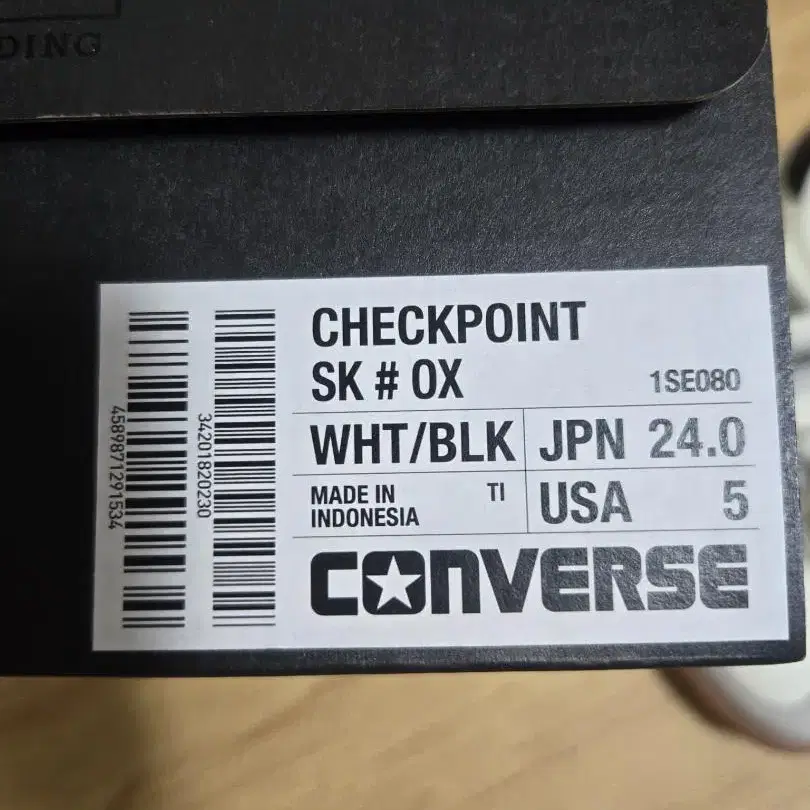 DING
CHECKPOINT
SK # OX
1SE080
WHT/BLK
JPN 24.0
MADE IN
INDONESIA
TI
USA 5
CONVERSE
4589871291534
34201820230